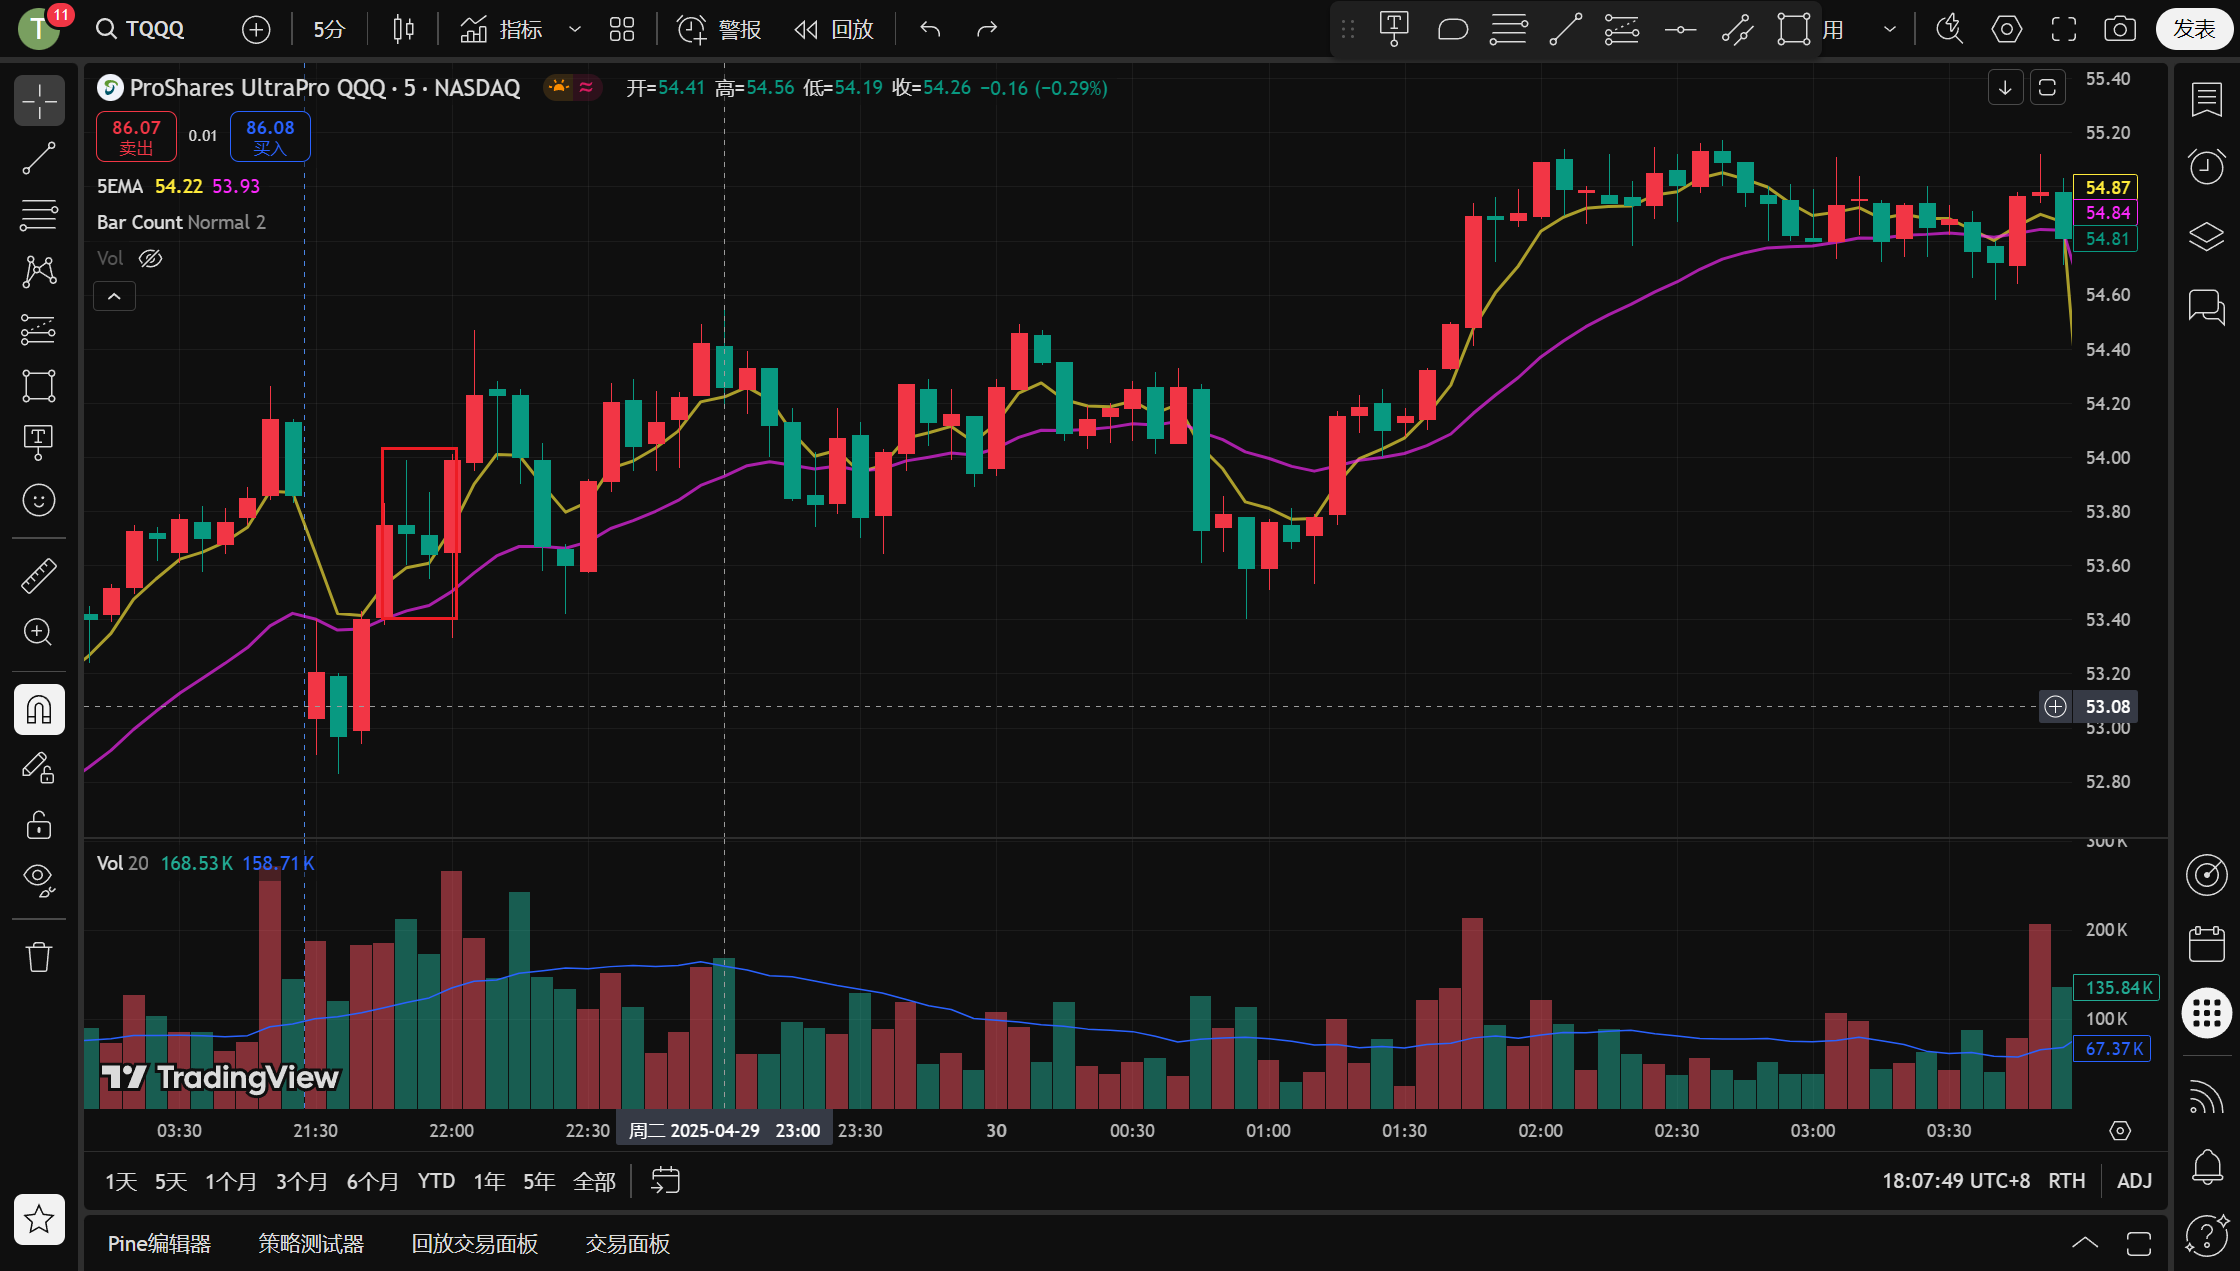 T 11 TQQQ 5分 指标 警报 回放 用 发表
ProShares UltraPro QQQ · 5 · NASDAQ 开=54.41 高=54.56 低=54.19 收=54.26 −0.16 (−0.29%)
86.07 卖出 0.01 86.08 买入
5EMA 54.22 53.93
Bar Count Normal 2
Vol
55.40
55.20
54.87
54.84
54.81
54.60
54.40
54.20
54.00
53.80
53.60
53.40
53.20
53.08
53.00
52.80
Vol 20 168.53K 158.71K
300K
200K
135.84K
100K
67.37K
TradingView
03:30 21:30 22:00 22:30 周二 2025-04-29 23:00 23:30 30 00:30 01:00 01:30 02:00 02:30 03:00 03:30
1天 5天 1个月 3个月 6个月 YTD 1年 5年 全部 18:07:49 UTC+8 RTH ADJ
Pine编辑器 策略测试器 回放交易面板 交易面板